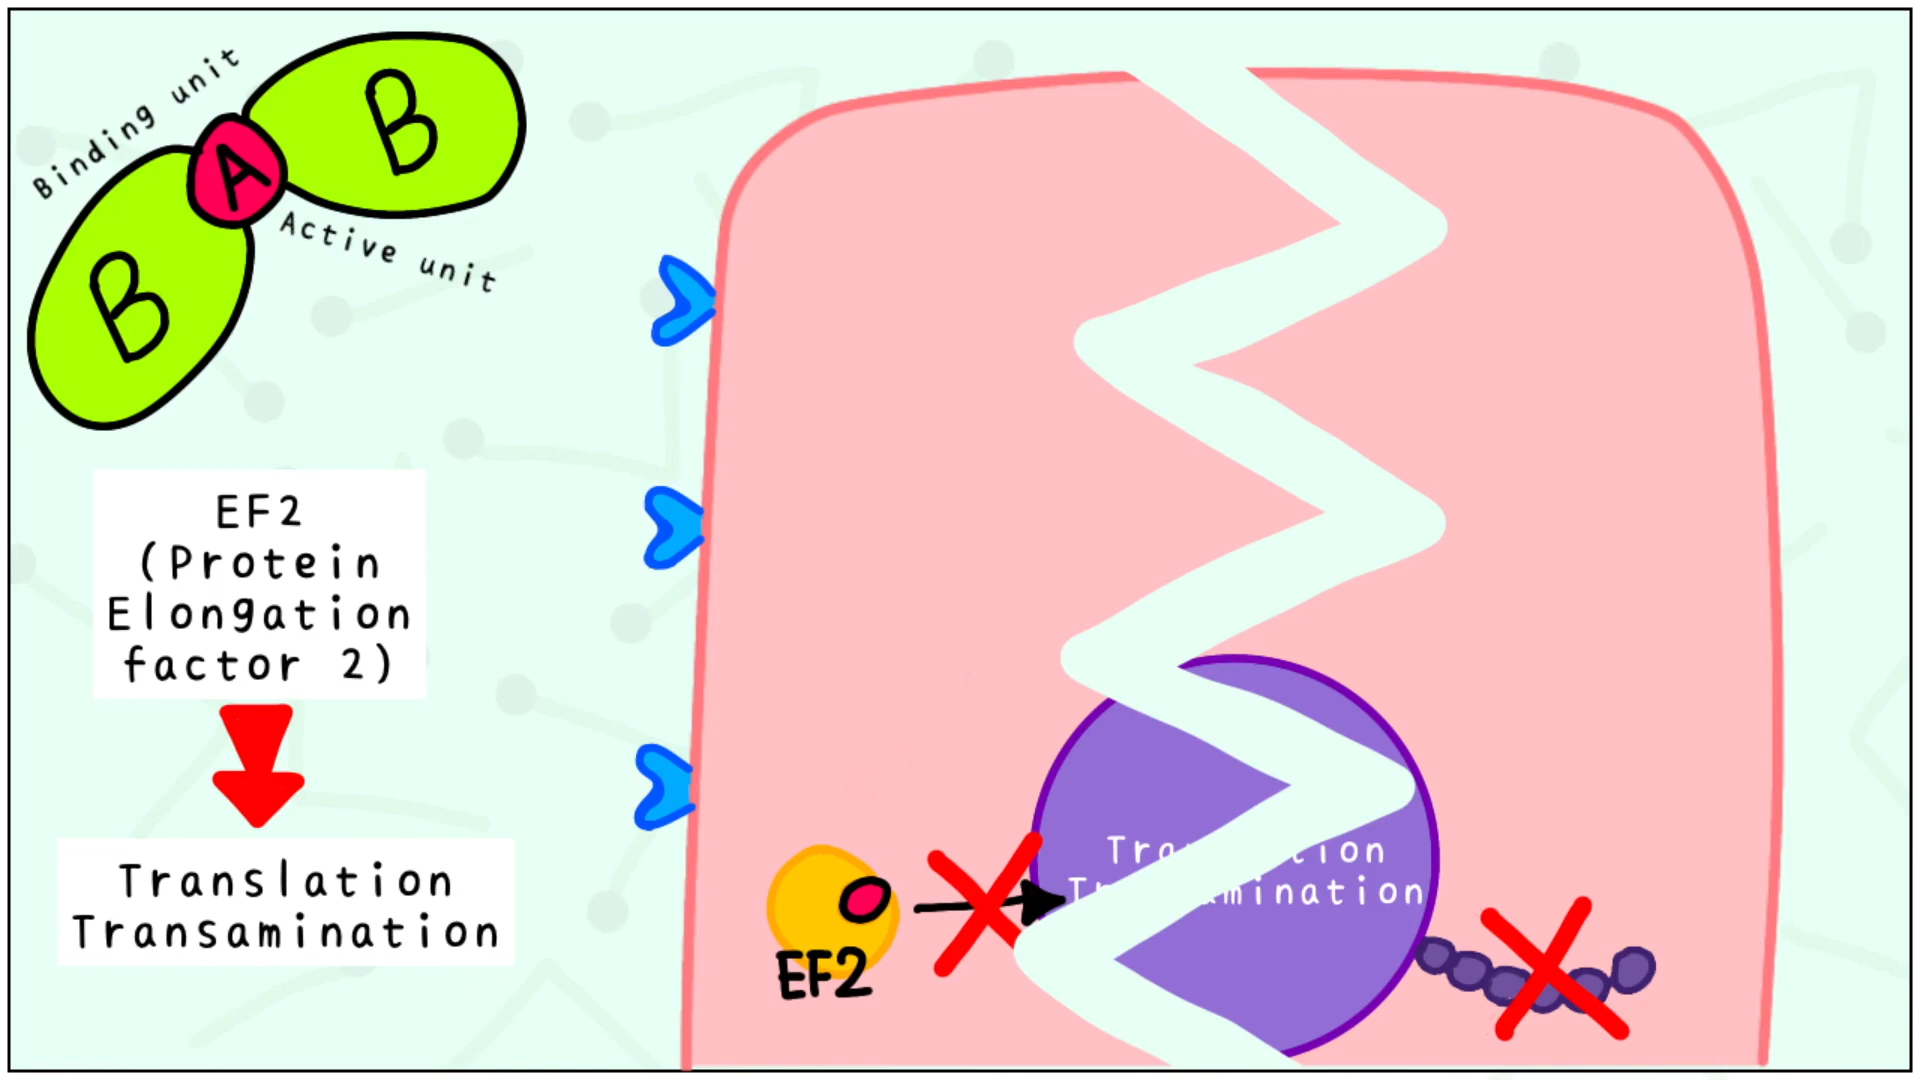 Binding unit
B
A
B
Active unit
EF2
(Protein
Elongation
factor 2)
Translation
Transamination
EF2